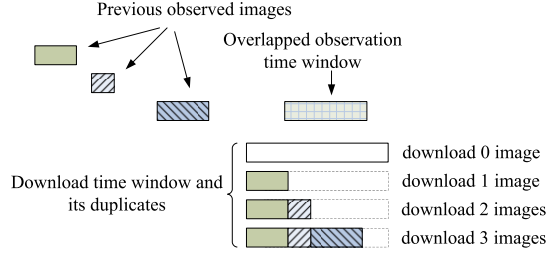 Previous observed images
Overlapped observation
time window
Download time window and
its duplicates
download 0 image
download 1 image
download 2 images
download 3 images